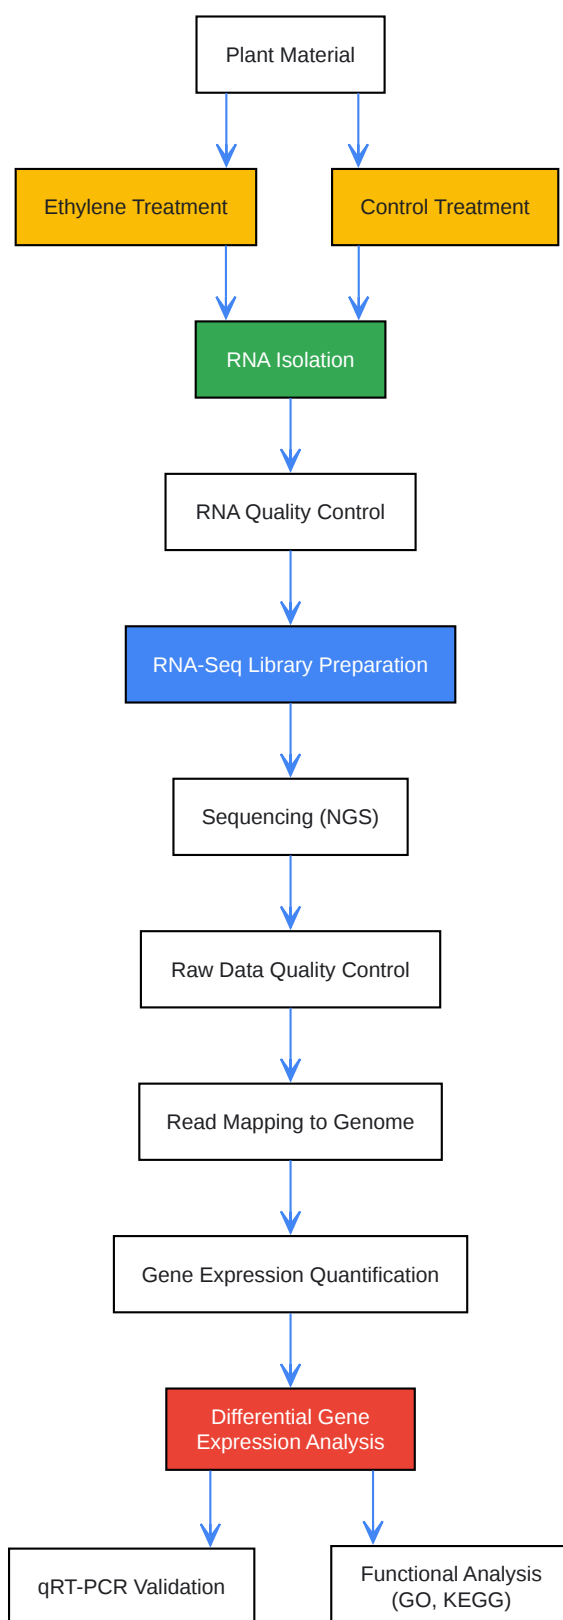 Plant Material
Ethylene Treatment
Control Treatment
RNA Isolation
RNA Quality Control
RNA-Seq Library Preparation
Sequencing (NGS)
Raw Data Quality Control
Read Mapping to Genome
Gene Expression Quantification
Differential Gene
Expression Analysis
qRT-PCR Validation
Functional Analysis
(GO, KEGG)